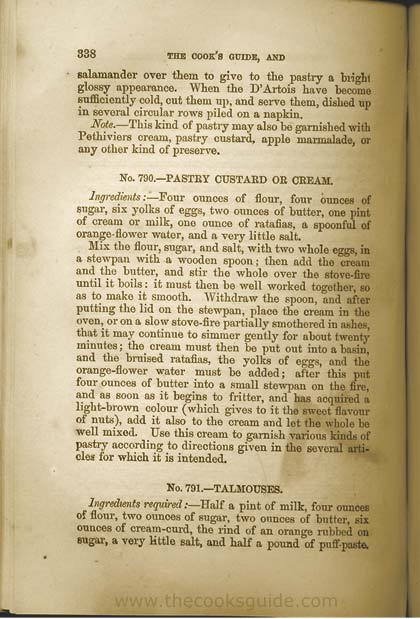 338 THE COOK'S GUIDE, AND
salamander over them to give to the pastry a bright
glossy appearance. When the D'Artois have become
sufficiently cold, cut them up, and serve them, dished up
in several circular rows piled on a napkin.
Note.—This kind of pastry may also be garnished with
Pethiviers cream, pastry custard, apple marmalade, or
any other kind of preserve.
No. 790.—PASTRY CUSTARD OR CREAM.
Ingredients:—Four ounces of flour, four ounces of
sugar, six yolks of eggs, two ounces of butter, one pint
of cream or milk, one ounce of ratafias, a spoonful of
orange-flower water, and a very little salt.
Mix the flour, sugar, and salt, with two whole eggs, in
a stewpan with a wooden spoon; then add the cream
and the butter, and stir the whole over the stove-fire
until it boils: it must then be well worked together, so
as to make it smooth. Withdraw the spoon, and after
putting the lid on the stewpan, place the cream in the
oven, or on a slow stove-fire partially smothered in ashes,
that it may continue to simmer gently for about twenty
minutes; the cream must then be put out into a basin,
and the bruised ratafias, the yolks of eggs, and the
orange-flower water must be added; after this put
four ounces of butter into a small stewpan on the fire,
and as soon as it begins to fritter, and has acquired a
light-brown colour (which gives to it the sweet flavour
of nuts), add it also to the cream and let the whole be
well mixed. Use this cream to garnish various kinds of
pastry according to directions given in the several arti-
cles for which it is intended.
No. 791.—TALMOUSES.
Ingredients required:—Half a pint of milk, four ounces
of flour, two ounces of sugar, two ounces of butter, six
ounces of cream-curd, the rind of an orange rubbed on
sugar, a very little salt, and half a pound of puff-paste.
www.thecooksguide.com